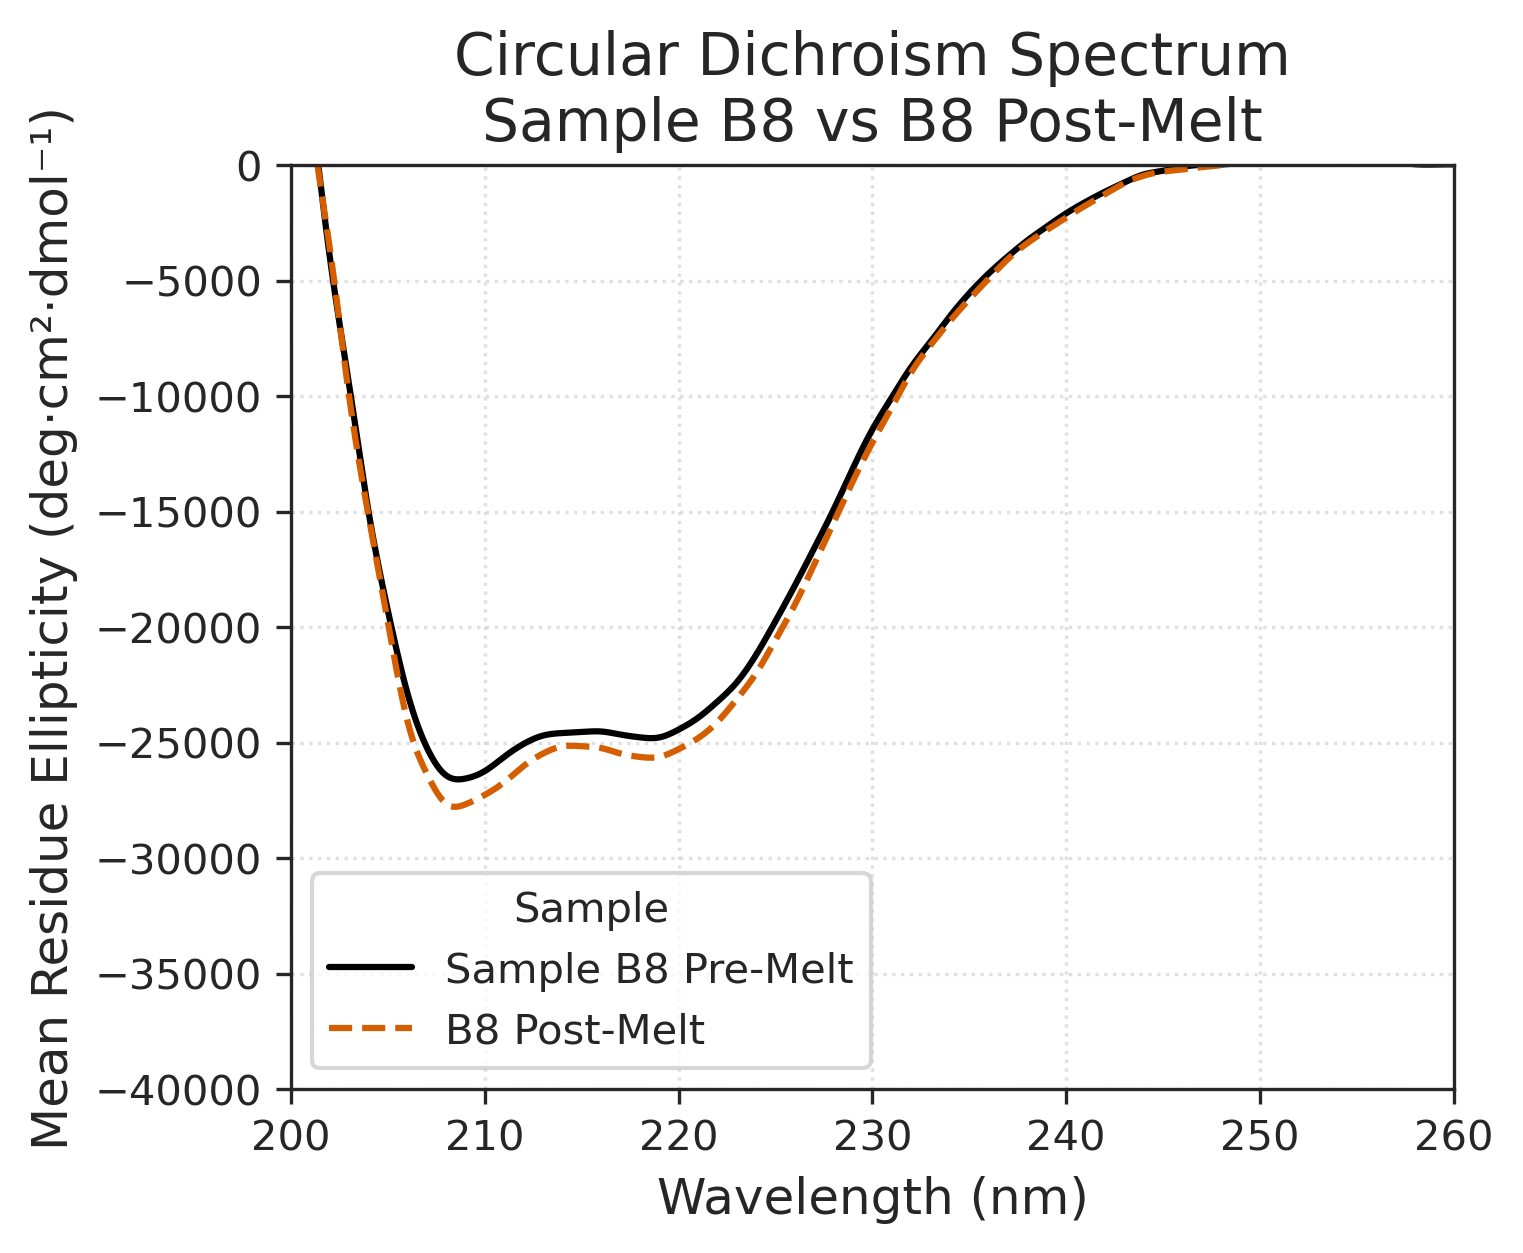 Circular Dichroism Spectrum
Sample B8 vs B8 Post-Melt
Mean Residue Ellipticity (deg·cm²·dmol⁻¹)
0
−5000
−10000
−15000
−20000
−25000
−30000
−35000
−40000
Sample
Sample B8 Pre-Melt
B8 Post-Melt
200 210 220 230 240 250 260
Wavelength (nm)